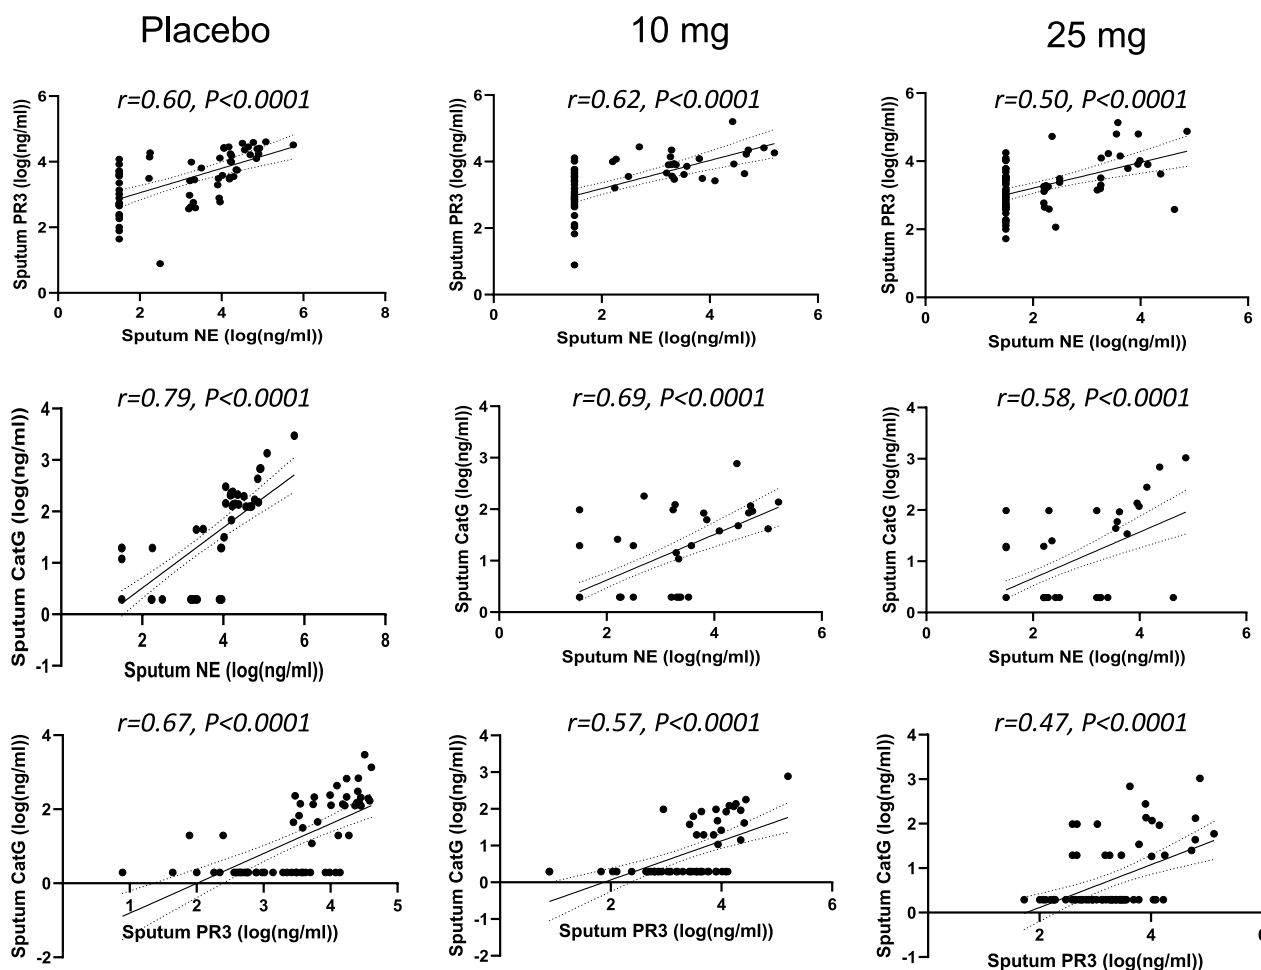 Placebo 10 mg 25 mg
r=0.60, P<0.0001 r=0.62, P<0.0001 r=0.50, P<0.0001
Sputum PR3 (log(ng/ml)) Sputum PR3 (log(ng/ml)) Sputum PR3 (log(ng/ml))
6 6 6
4 4 4
2 2 2
0 0 0
0 2 4 6 8 0 2 4 6 0 2 4 6
Sputum NE (log(ng/ml)) Sputum NE (log(ng/ml)) Sputum NE (log(ng/ml))
r=0.79, P<0.0001 r=0.69, P<0.0001 r=0.58, P<0.0001
Sputum CatG (log(ng/ml)) Sputum CatG (log(ng/ml)) Sputum CatG (log(ng/ml))
4 4 4
3 3 3
2 2 2
1 1 1
0 0 0
-1
2 4 6 8 0 2 4 6 0 2 4 6
Sputum NE (log(ng/ml)) Sputum NE (log(ng/ml)) Sputum NE (log(ng/ml))
r=0.67, P<0.0001 r=0.57, P<0.0001 r=0.47, P<0.0001
Sputum CatG (log(ng/ml)) Sputum CatG (log(ng/ml)) Sputum CatG (log(ng/ml))
4 4 4
3 3
2 2 2
1 1
0 0 0
-1 -1
-2 -2
1 2 3 4 5 2 4 6 2 4
Sputum PR3 (log(ng/ml)) Sputum PR3 (log(ng/ml)) Sputum PR3 (log(ng/ml))